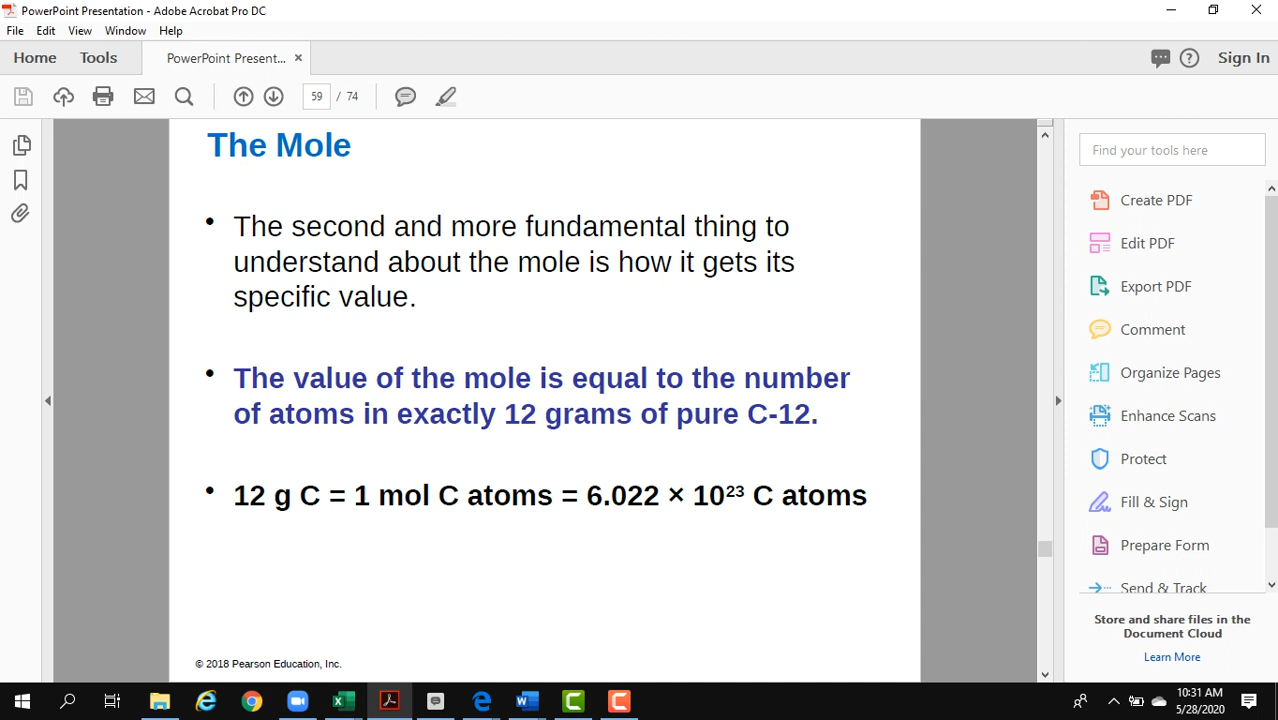 PowerPoint Presentation - Adobe Acrobat Pro DC
File Edit View Window Help
Home Tools PowerPoint Present... × Sign In
59 / 74
The Mole
• The second and more fundamental thing to
understand about the mole is how it gets its
specific value.
• The value of the mole is equal to the number
of atoms in exactly 12 grams of pure C-12.
• 12 g C = 1 mol C atoms = 6.022 × 10²³ C atoms
© 2018 Pearson Education, Inc.
Find your tools here
Create PDF
Edit PDF
Export PDF
Comment
Organize Pages
Enhance Scans
Protect
Fill & Sign
Prepare Form
Send & Track
Store and share files in the
Document Cloud
Learn More
10:31 AM
5/28/2020